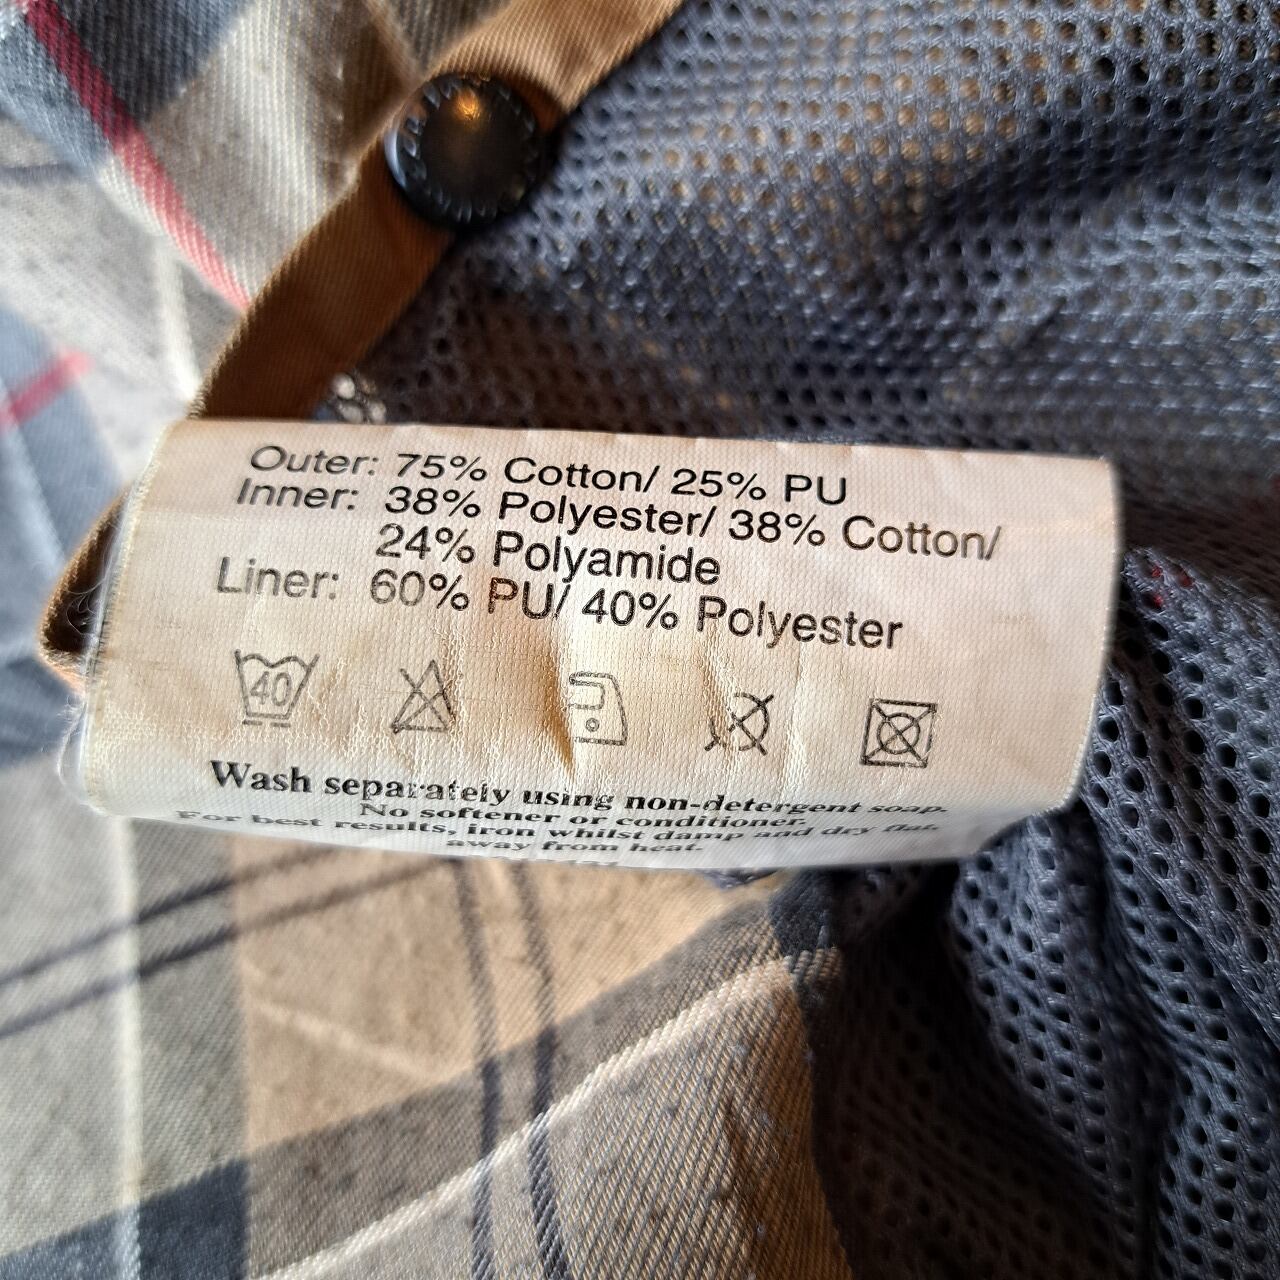 Outer: 75% Cotton/ 25% PU
Inner: 38% Polyester/ 38% Cotton/
24% Polyamide
Liner: 60% PU/ 40% Polyester
40
Wash separately using non-detergent soap.
No softener or conditioner.
For best results, iron whilst damp and dry flat,
away from heat.